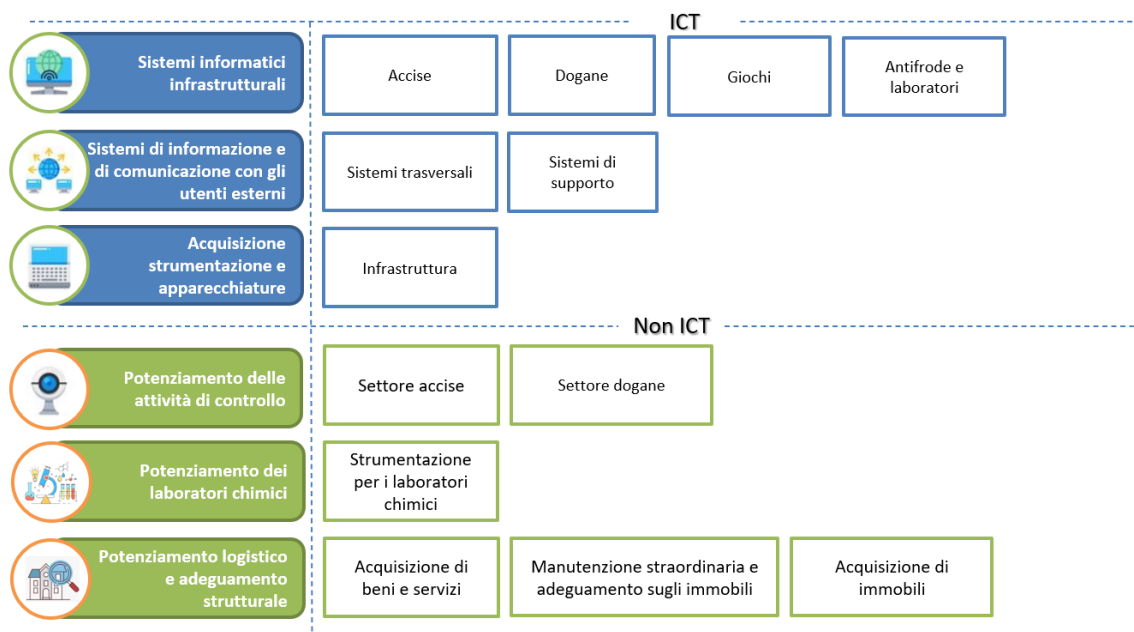 ICT
Sistemi informatici
infrastrutturali
Accise
Dogane
Giochi
Antifrode e
laboratori
Sistemi di informazione e
di comunicazione con gli
utenti esterni
Sistemi trasversali
Sistemi di
supporto
Acquisizione
strumentazione e
apparecchiature
Infrastruttura
Non ICT
Potenziamento delle
attività di controllo
Settore accise
Settore dogane
Potenziamento dei
laboratori chimici
Strumentazione
per i laboratori
chimici
Potenziamento logistico
e adeguamento
strutturale
Acquisizione di
beni e servizi
Manutenzione straordinaria e
adeguamento sugli immobili
Acquisizione di
immobili